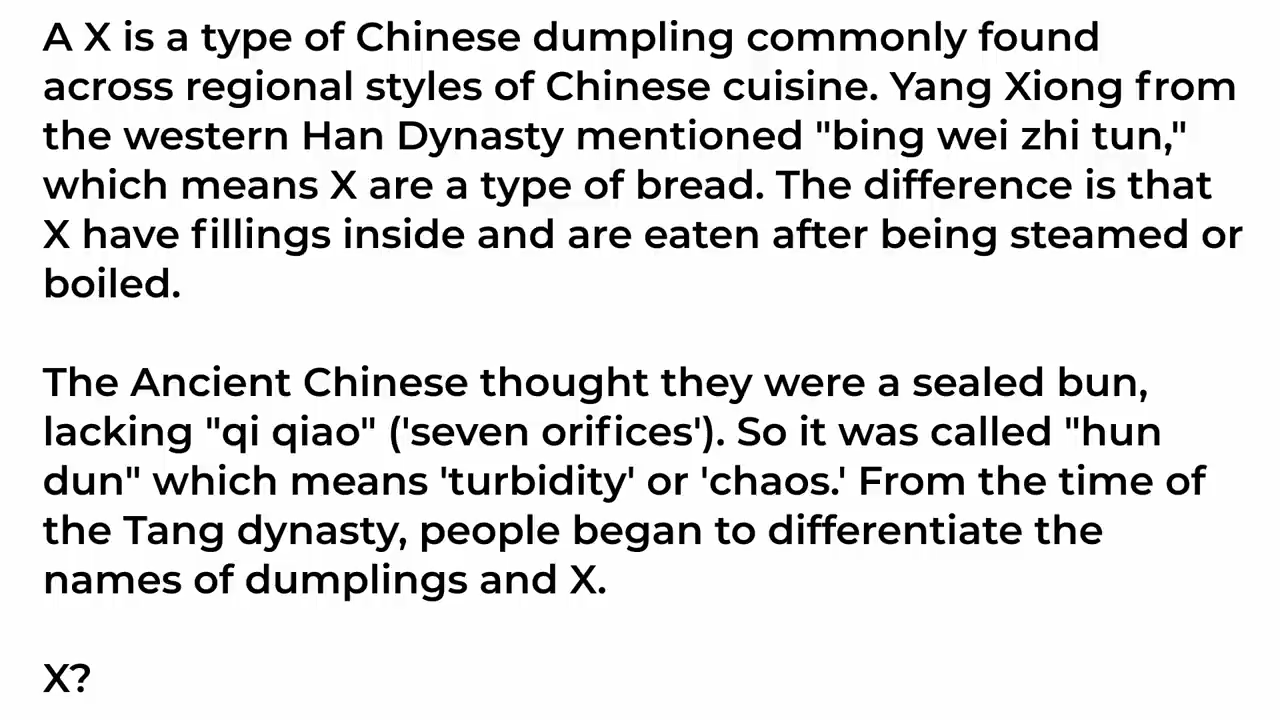 A X is a type of Chinese dumpling commonly found
across regional styles of Chinese cuisine. Yang Xiong from
the western Han Dynasty mentioned "bing wei zhi tun,"
which means X are a type of bread. The difference is that
X have fillings inside and are eaten after being steamed or
boiled.
The Ancient Chinese thought they were a sealed bun,
lacking "qi qiao" ('seven orifices'). So it was called "hun
dun" which means 'turbidity' or 'chaos.' From the time of
the Tang dynasty, people began to differentiate the
names of dumplings and X.
X?